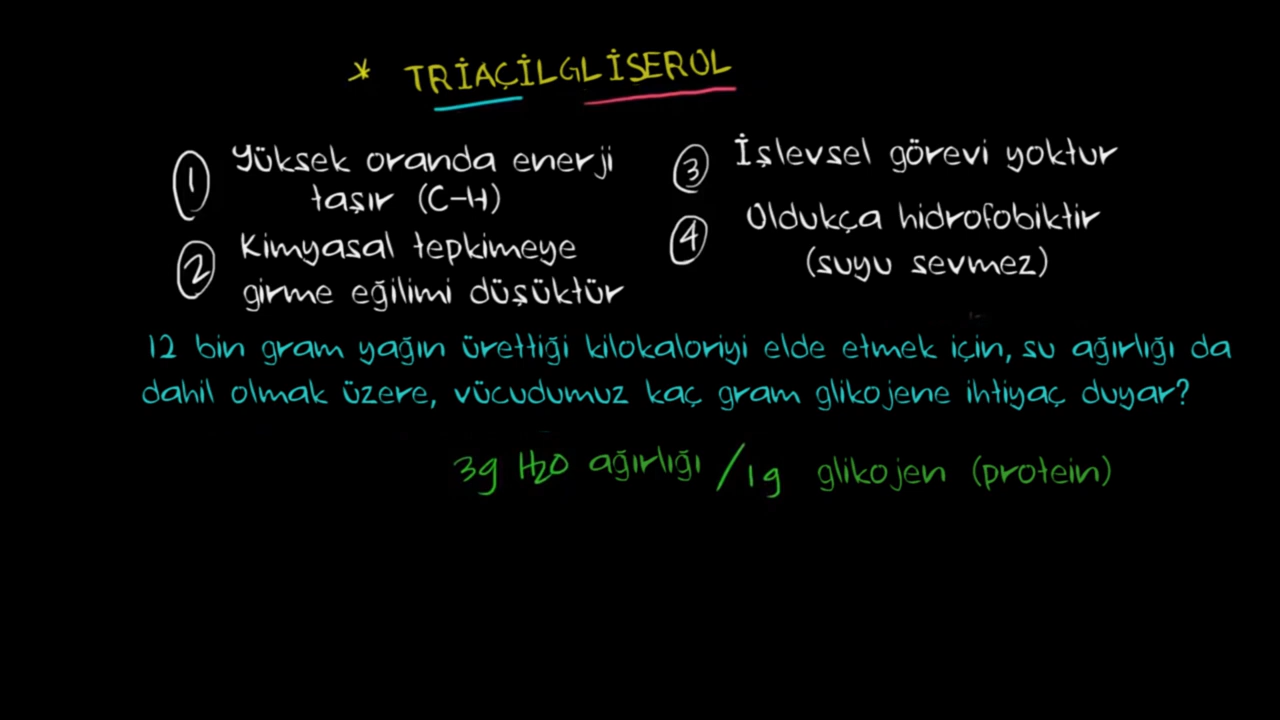 * TRİAÇİLGLİSEROL
1 Yüksek oranda enerji
taşır (C-H)
2 Kimyasal tepkimeye
girme eğilimi düşüktür
3 İşlevsel görevi yoktur
4 Oldukça hidrofobiktir
(suyu sevmez)
12 bin gram yağın ürettiği kilokaloriyi elde etmek için, su ağırlığı da
dahil olmak üzere, vücudumuz kaç gram glikojene ihtiyaç duyar?
3g H2O ağırlığı / 1g glikojen (protein)